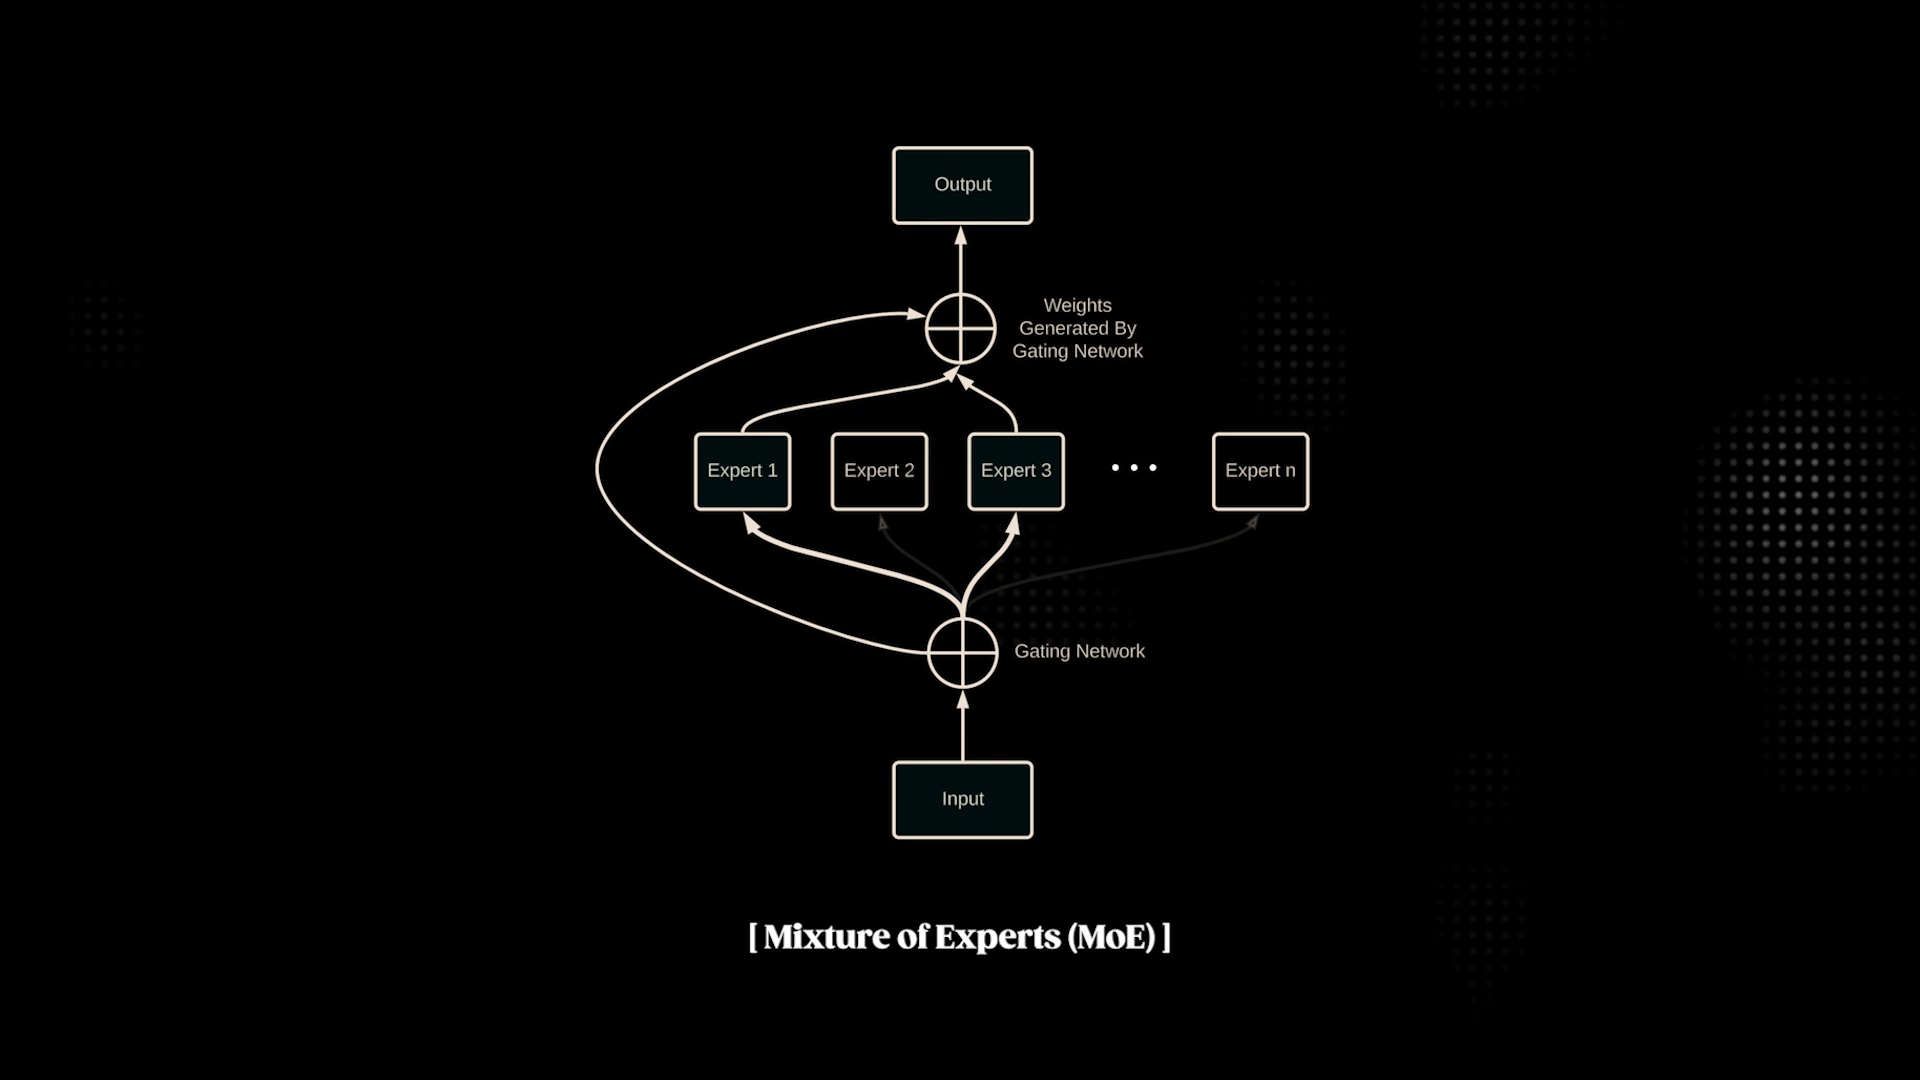 Output
Weights
Generated By
Gating Network
Expert 1
Expert 2
Expert 3
• • •
Expert n
Gating Network
Input
[ Mixture of Experts (MoE) ]